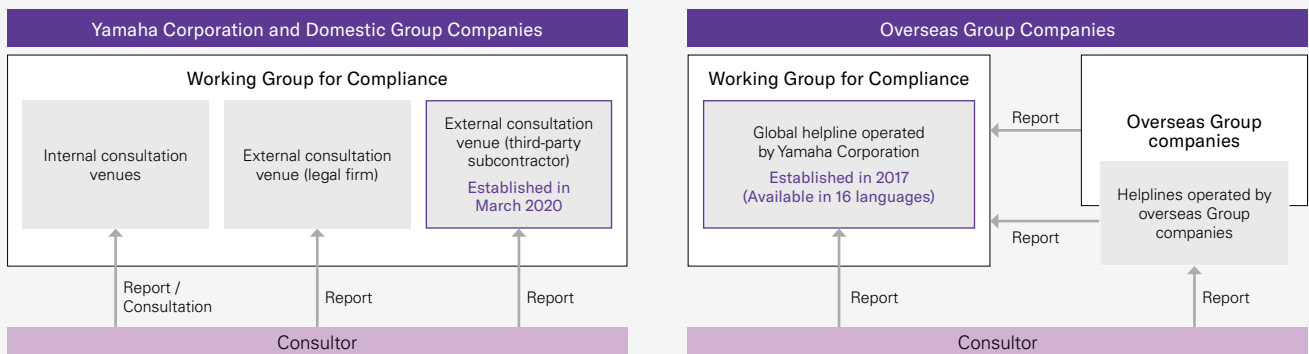 Yamaha Corporation and Domestic Group Companies
Working Group for Compliance
Internal consultation
venues
External consultation
venue (legal firm)
External consultation
venue (third-party
subcontractor)
Established in
March 2020
Report /
Consultation
Report
Report
Consultor
Overseas Group Companies
Working Group for Compliance
Global helpline operated
by Yamaha Corporation
Established in 2017
(Available in 16 languages)
Report
Overseas Group
companies
Helplines operated by
overseas Group
companies
Report
Report
Report
Consultor